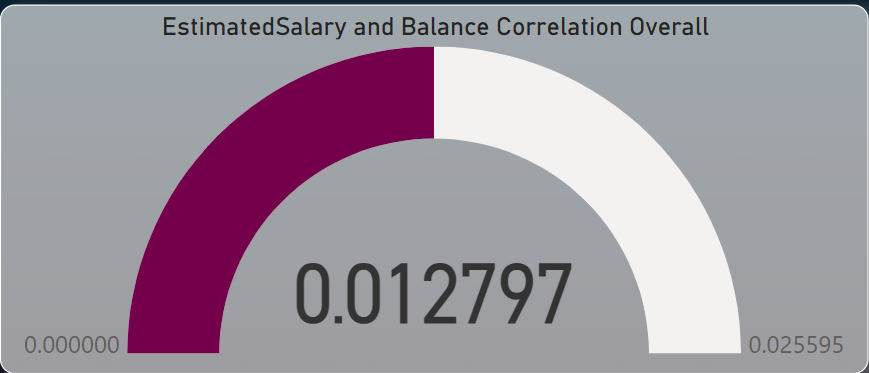 EstimatedSalary and Balance Correlation Overall
0.012797
0.000000
0.025595